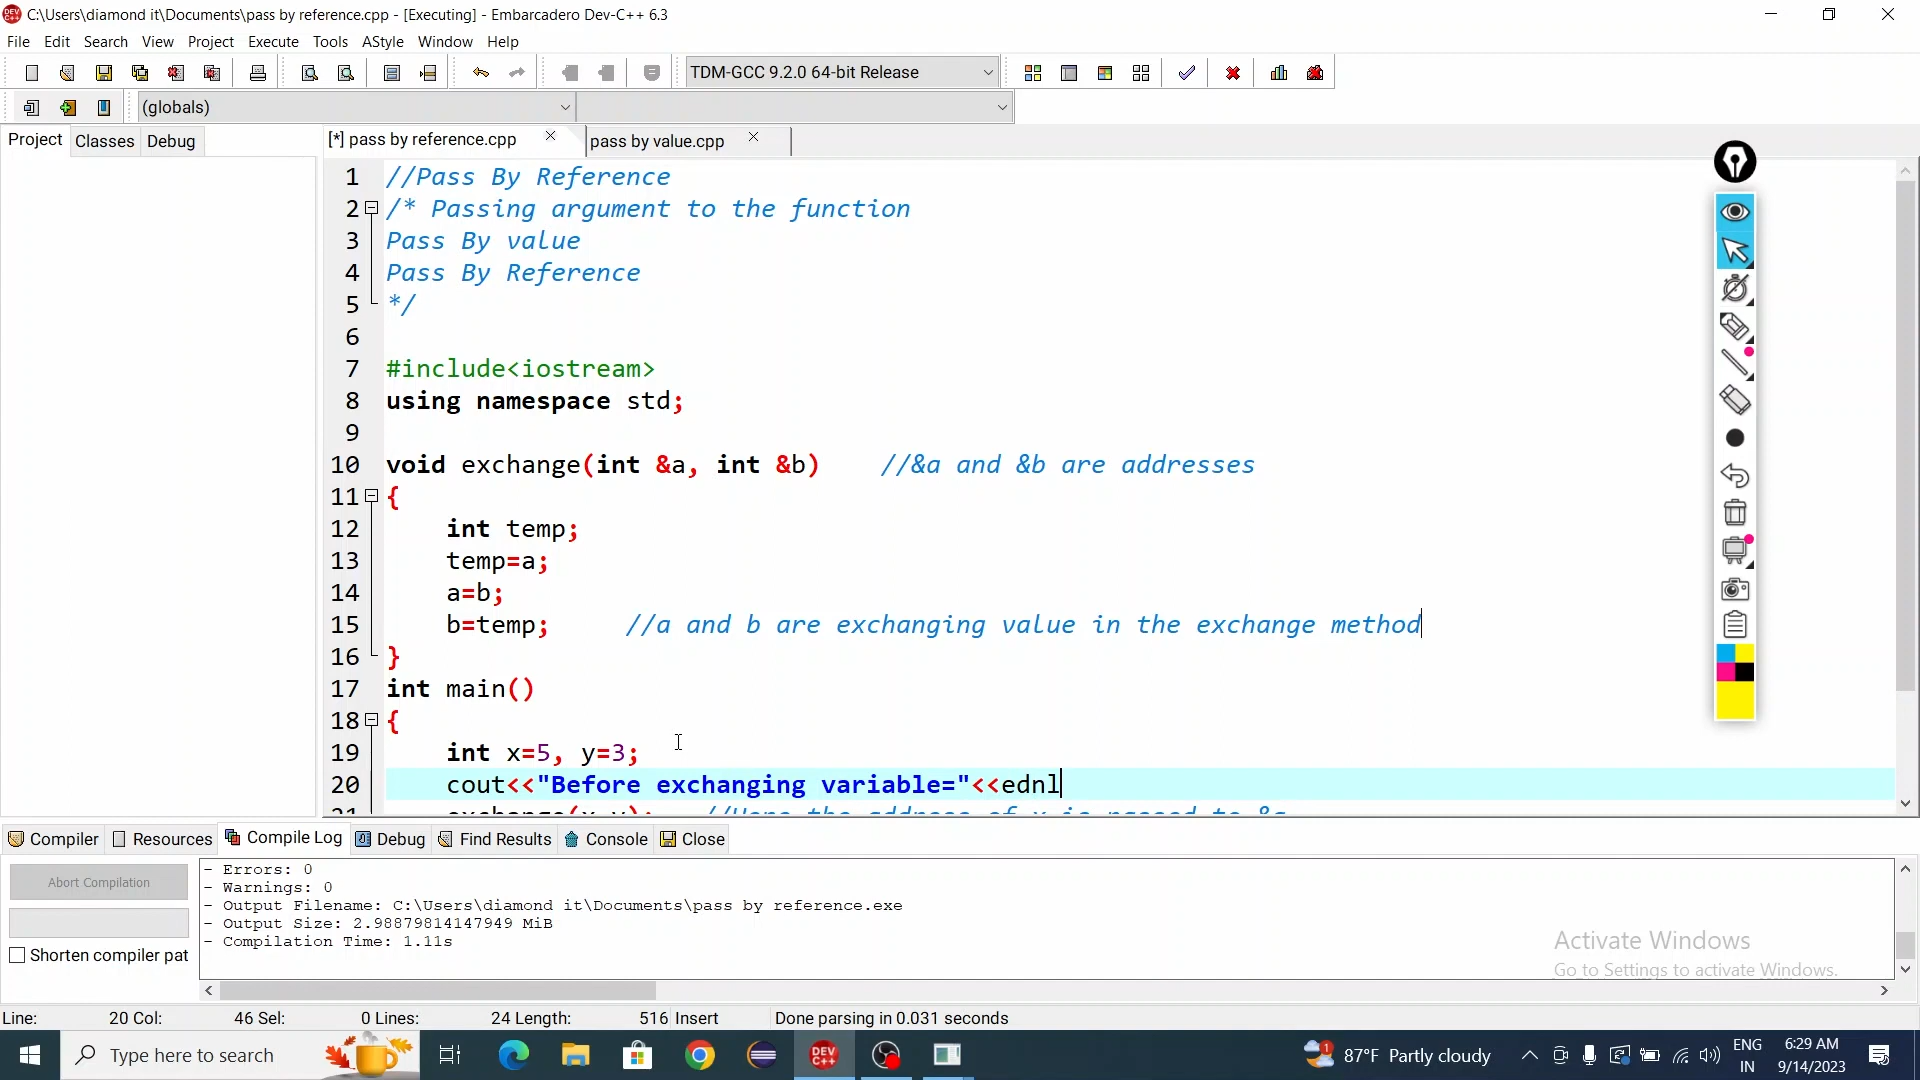 C:\Users\diamond it\Documents\pass by reference.cpp - [Executing] - Embarcadero Dev-C++ 6.3
File Edit Search View Project Execute Tools AStyle Window Help
TDM-GCC 9.2.0 64-bit Release
(globals)
Project Classes Debug
[*] pass by reference.cpp pass by value.cpp
1 //Pass By Reference
2 /* Passing argument to the function
3 Pass By value
4 Pass By Reference
5 */
6
7 #include<iostream>
8 using namespace std;
9
10 void exchange(int &a, int &b) //&a and &b are addresses
11 {
12 int temp;
13 temp=a;
14 a=b;
15 b=temp; //a and b are exchanging value in the exchange method
16 }
17 int main()
18 {
19 int x=5, y=3;
20 cout<<"Before exchanging variable="<<ednl
Compiler Resources Compile Log Debug Find Results Console Close
Abort Compilation
Shorten compiler pat
- Errors: 0
- Warnings: 0
- Output Filename: C:\Users\diamond it\Documents\pass by reference.exe
- Output Size: 2.98879814147949 MiB
- Compilation Time: 1.11s
Activate Windows
Go to Settings to activate Windows.
Line: 20 Col: 46 Sel: 0 Lines: 24 Length: 516 Insert Done parsing in 0.031 seconds
Type here to search
DEV C++
1
87°F Partly cloudy
ENG
IN
6:29 AM
9/14/2023